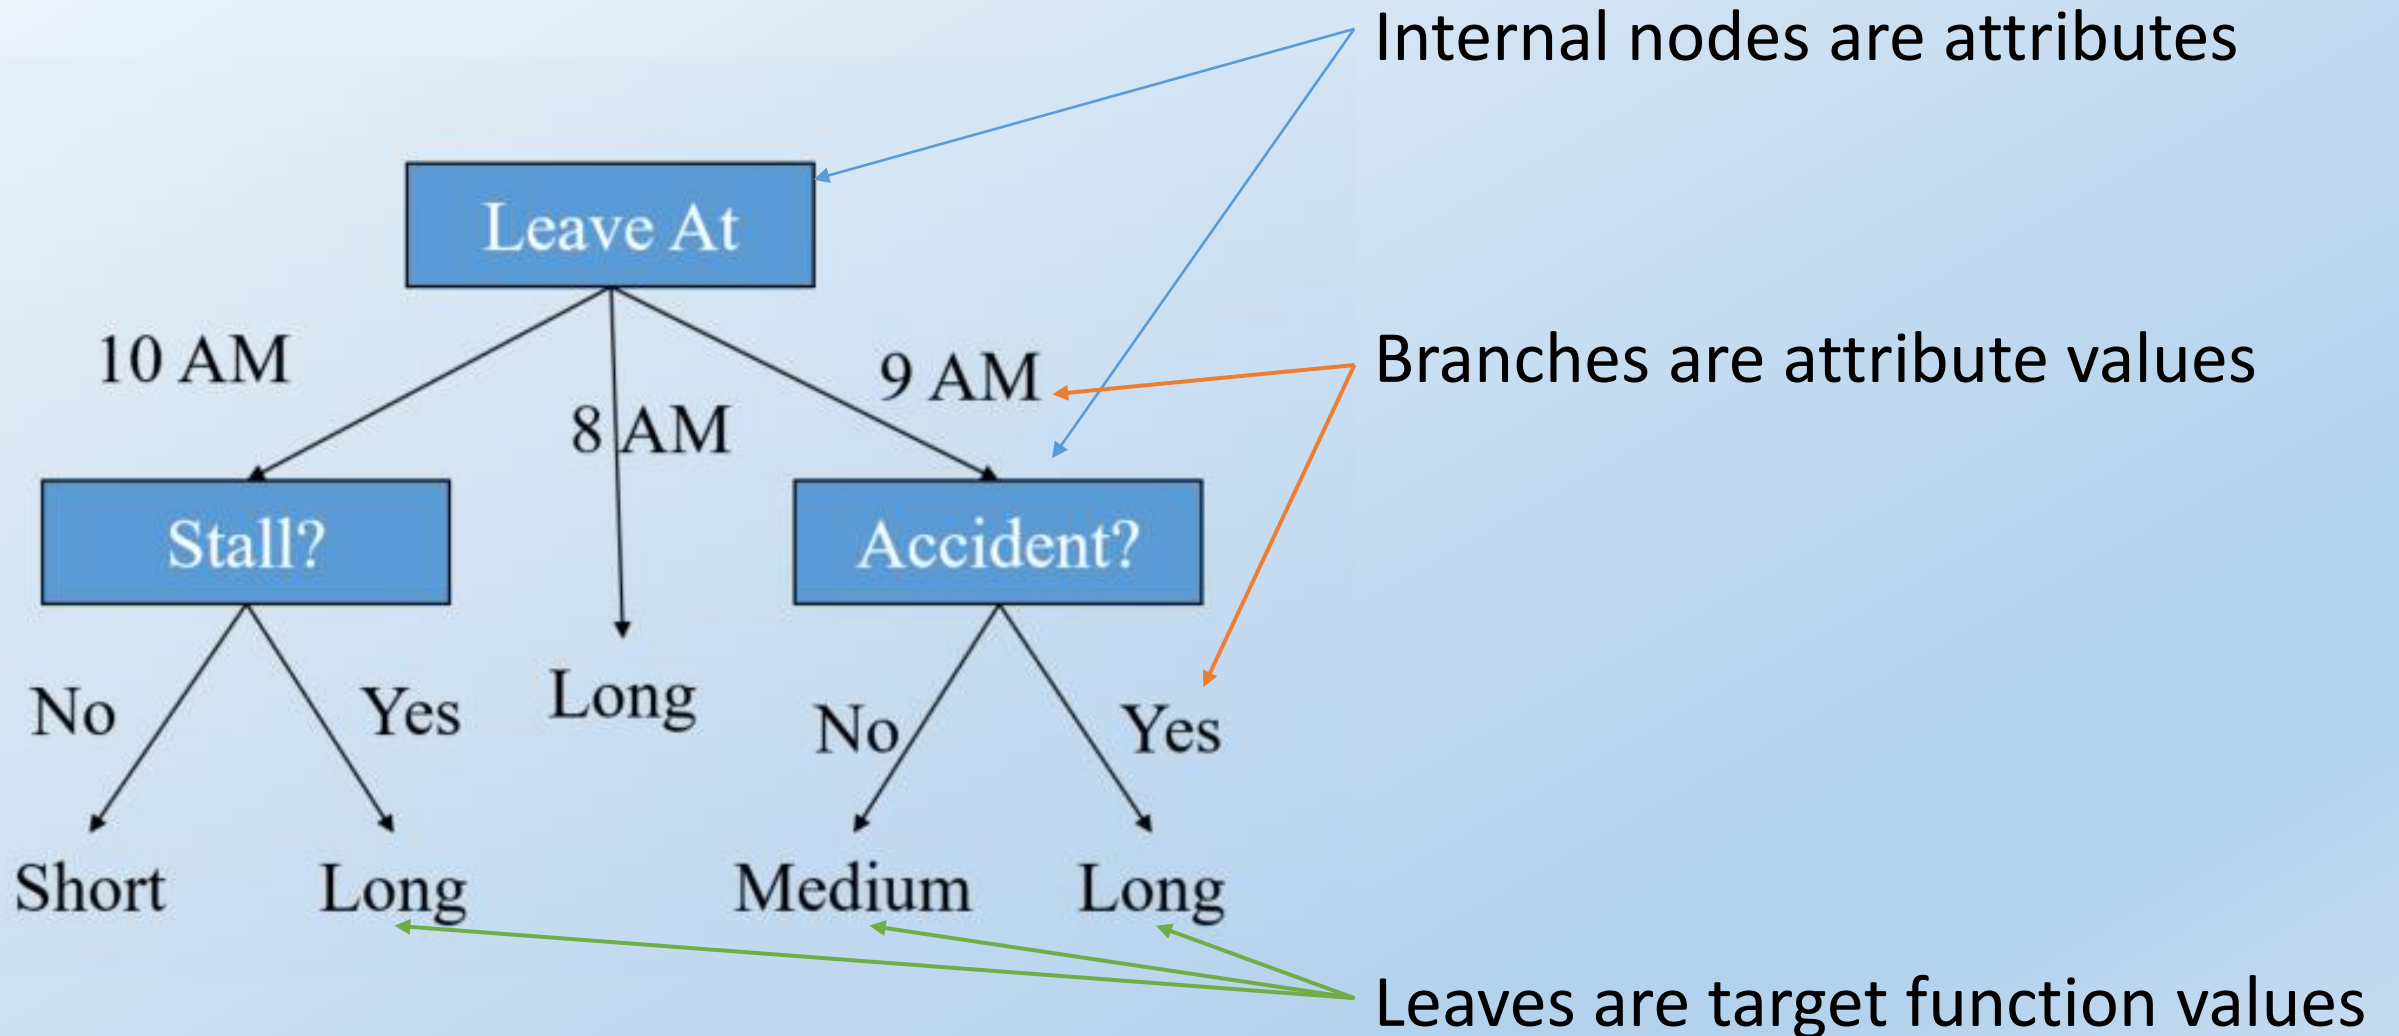 Internal nodes are attributes
Leave At
10 AM
8 AM
9 AM
Branches are attribute values
Stall?
Accident?
No
Yes
Long
No
Yes
Short
Long
Medium
Long
Leaves are target function values